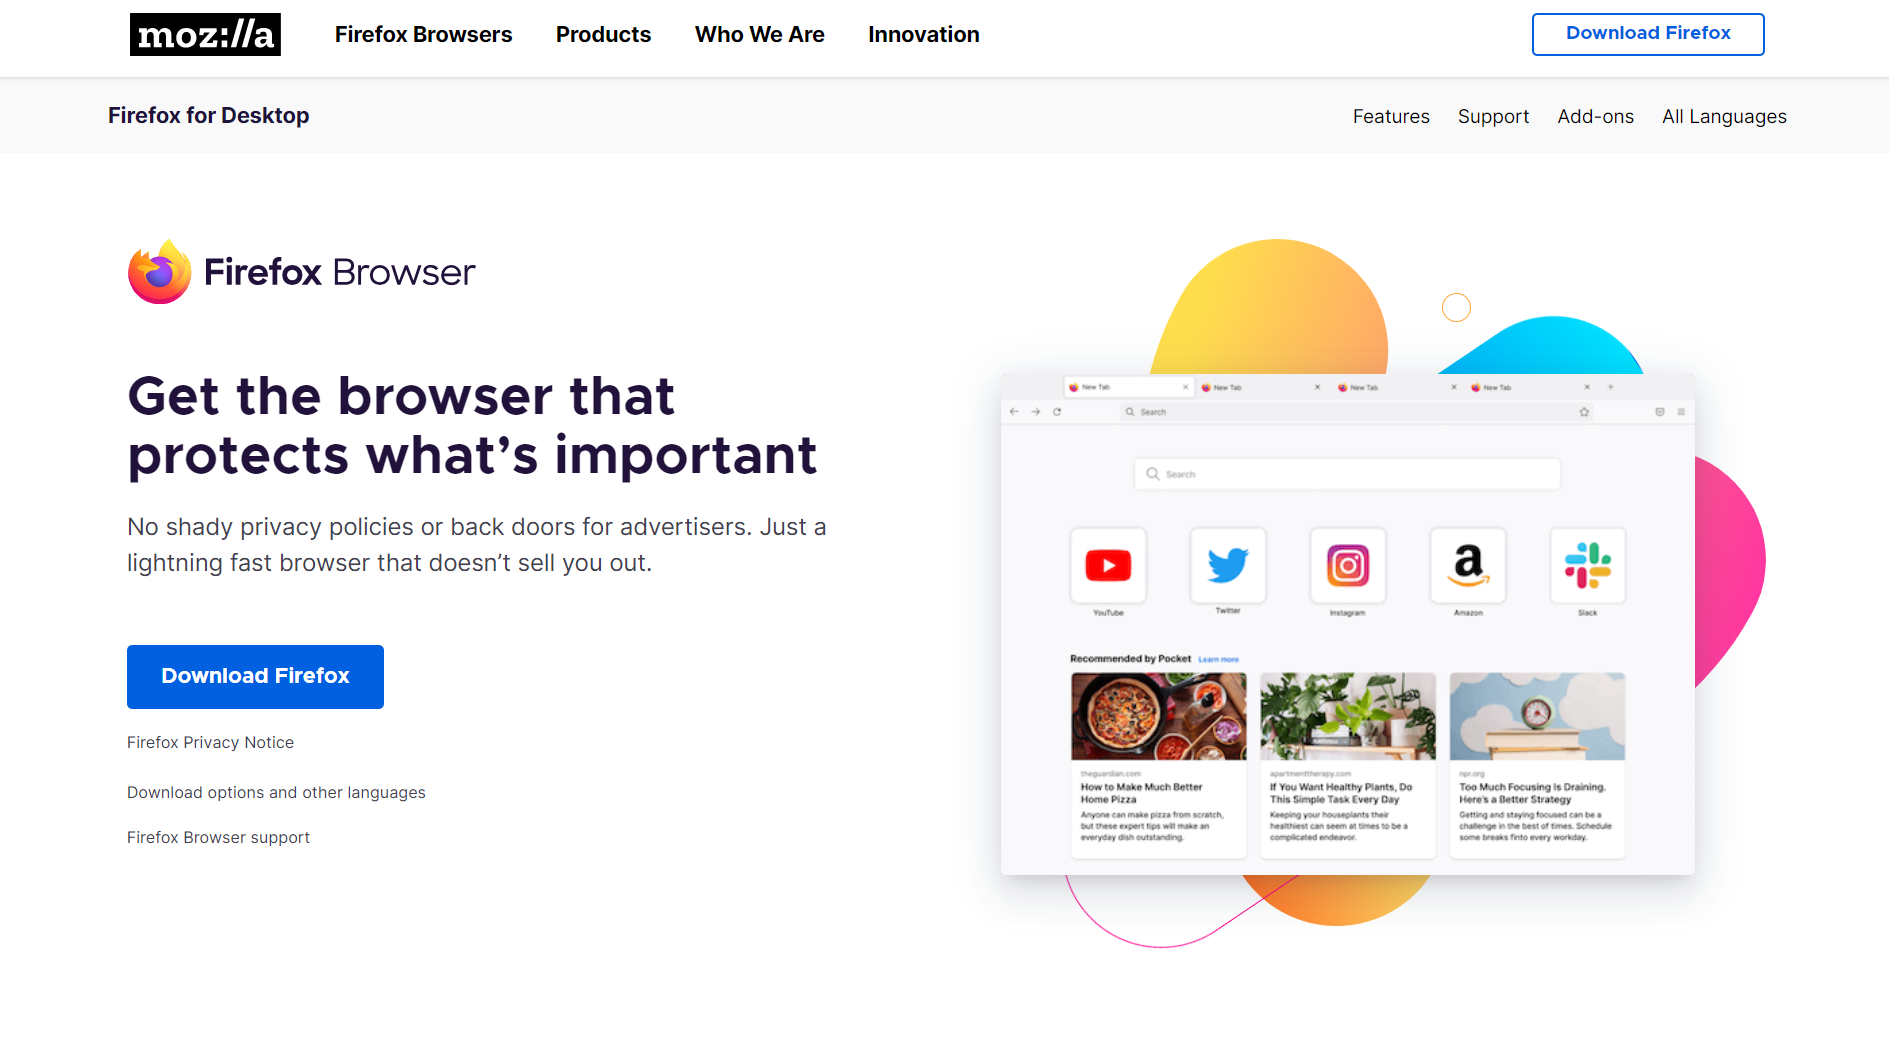 moz://a
Firefox Browsers
Products
Who We Are
Innovation
Download Firefox
Firefox for Desktop
Features
Support
Add-ons
All Languages
Firefox Browser
Get the browser that
protects what's important
No shady privacy policies or back doors for advertisers. Just a
lightning fast browser that doesn't sell you out.
Download Firefox
Firefox Privacy Notice
Download options and other languages
Firefox Browser support
New Tab
New Tab
New Tab
New Tab
Search
Search
YouTube
Twitter
Instagram
a
Amazon
Slack
Recommended by Pocket Learn more
theguardian.com
How to Make Much Better
Home Pizza
Anyone can make pizza from scratch,
but these expert tips will make an
everyday dish outstanding.
apartmenttherapy.com
If You Want Healthy Plants, Do
This Simple Task Every Day
Keeping your houseplants their
healthiest can seem at times to be a
complicated endeavor.
npr.org
Too Much Focusing Is Draining.
Here's a Better Strategy
Getting and staying focused can be a
challenge in the best of times. Schedule
some breaks finto every workday.